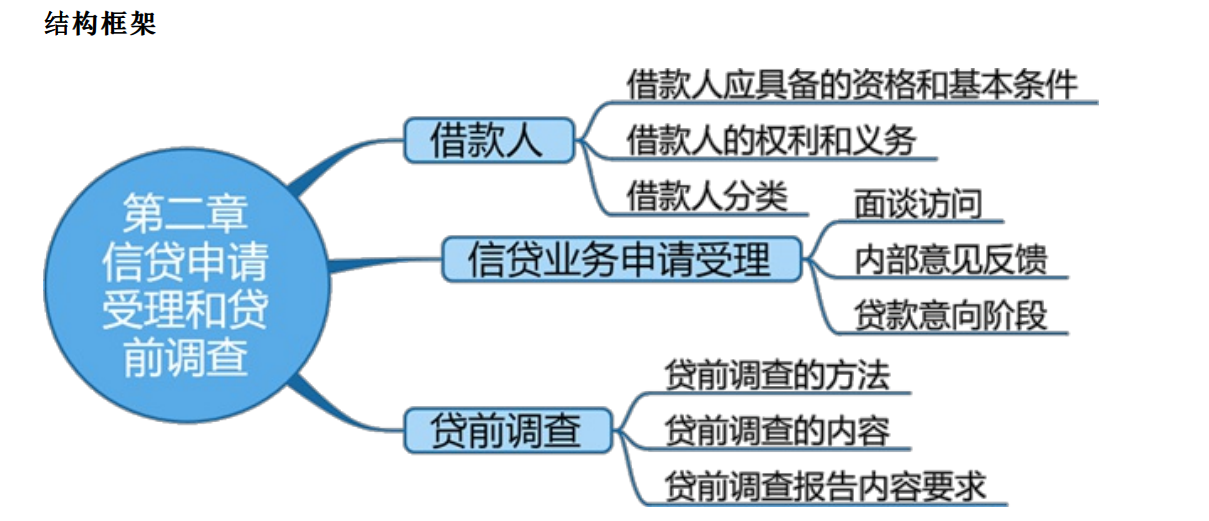 结构框架
第二章
信贷申请
受理和贷
前调查
借款人
借款人应具备的资格和基本条件
借款人的权利和义务
借款人分类
信贷业务申请受理
面谈访问
内部意见反馈
贷款意向阶段
贷前调查
贷前调查的方法
贷前调查的内容
贷前调查报告内容要求